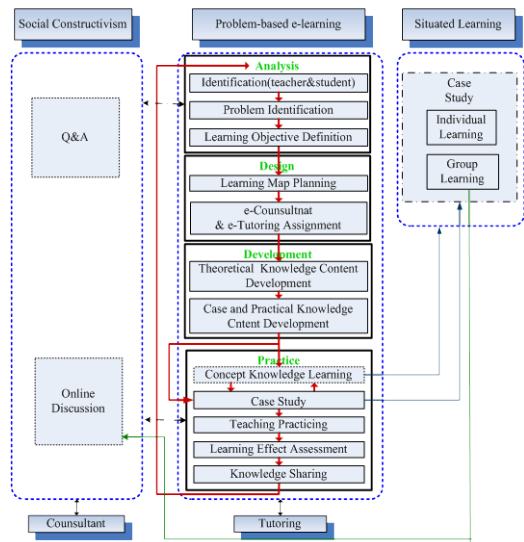 Social Constructivism
Problem-based e-learning
Situated Learning
Analysis
Identification(teacher&student)
Problem Identification
Learning Objective Definition
Design
Learning Map Planning
e-Counsultnat
& e-Tutoring Assignment
Development
Theoretical Knowledge Content
Development
Case and Practical Knowledge
Cntent Development
Practice
Concept Knowledge Learning
Case Study
Teaching Practicing
Learning Effect Assessment
Knowledge Sharing
Q&A
Online
Discussion
Case
Study
Individual
Learning
Group
Learning
Counsultant
Tutoring